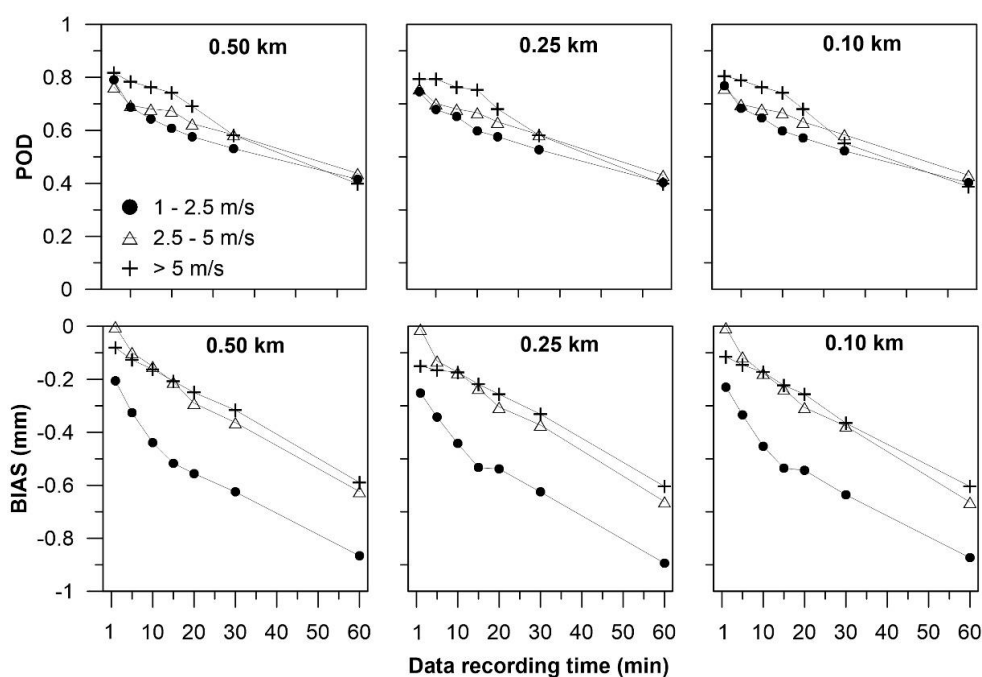 0.50 km 0.25 km 0.10 km
1
0.8
0.6
0.4
0.2
0
POD
1 - 2.5 m/s
2.5 - 5 m/s
> 5 m/s
0.50 km 0.25 km 0.10 km
0
-0.2
-0.4
-0.6
-0.8
-1
BIAS (mm)
1 10 20 30 40 50 60 1 10 20 30 40 50 60 1 10 20 30 40 50 60
Data recording time (min)